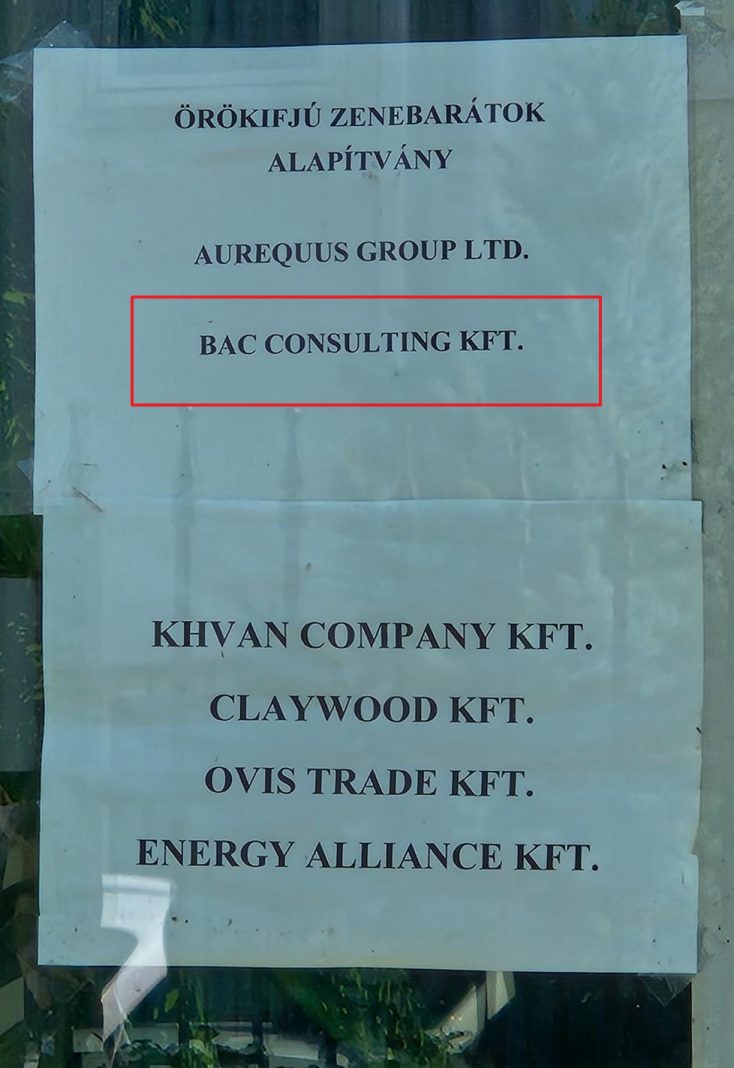 ÖRÖKIFJÚ ZENEBARÁTOK
ALAPÍTVÁNY
AUREQUUS GROUP LTD.
BAC CONSULTING KFT.
KHVAN COMPANY KFT.
CLAYWOOD KFT.
OVIS TRADE KFT.
ENERGY ALLIANCE KFT.